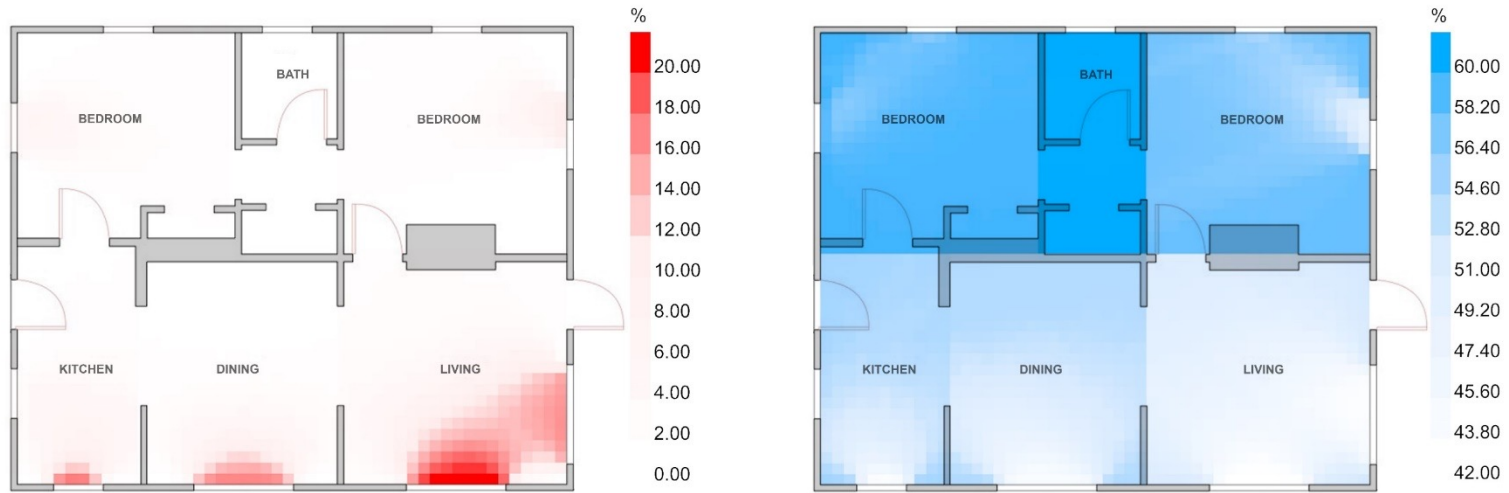 %
20.00
18.00
16.00
14.00
12.00
10.00
8.00
6.00
4.00
2.00
0.00
BATH
BEDROOM
BEDROOM
KITCHEN
DINING
LIVING
%
60.00
58.20
56.40
54.60
52.80
51.00
49.20
47.40
45.60
43.80
42.00
BATH
BEDROOM
BEDROOM
KITCHEN
DINING
LIVING